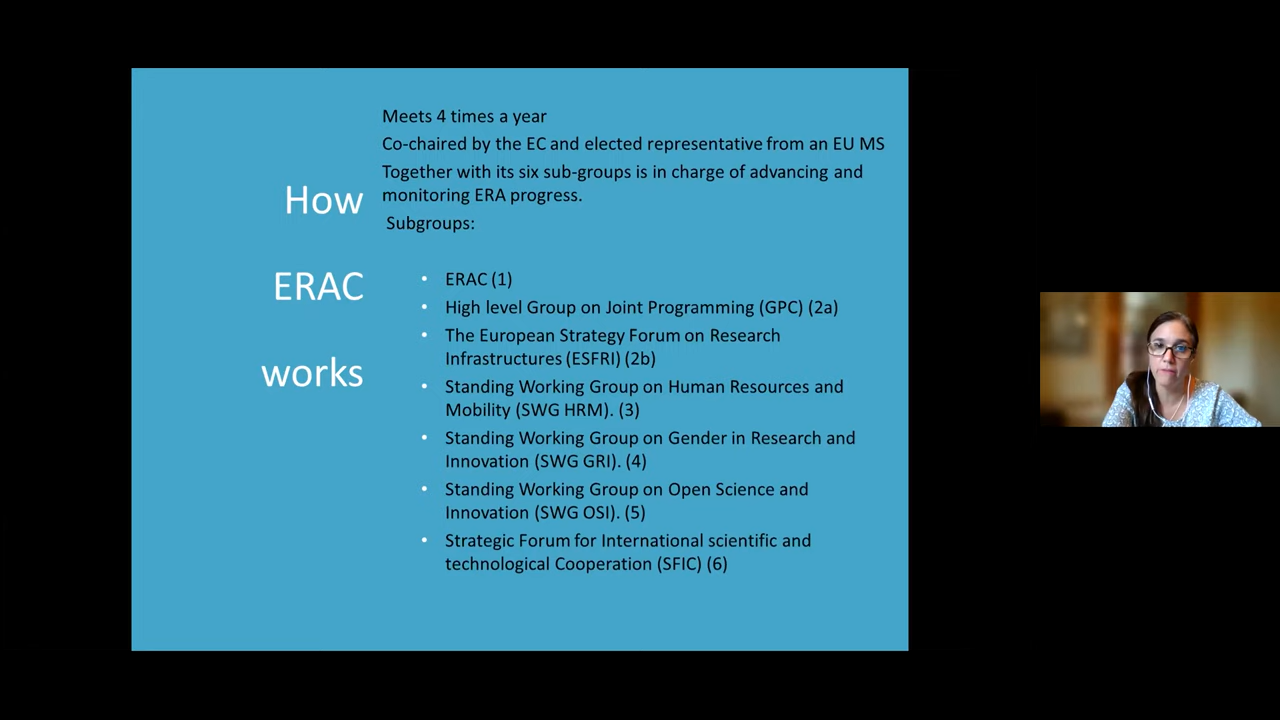 How
ERAC
works
Meets 4 times a year
Co-chaired by the EC and elected representative from an EU MS
Together with its six sub-groups is in charge of advancing and
monitoring ERA progress.
Subgroups:
• ERAC (1)
• High level Group on Joint Programming (GPC) (2a)
• The European Strategy Forum on Research
Infrastructures (ESFRI) (2b)
• Standing Working Group on Human Resources and
Mobility (SWG HRM). (3)
• Standing Working Group on Gender in Research and
Innovation (SWG GRI). (4)
• Standing Working Group on Open Science and
Innovation (SWG OSI). (5)
• Strategic Forum for International scientific and
technological Cooperation (SFIC) (6)